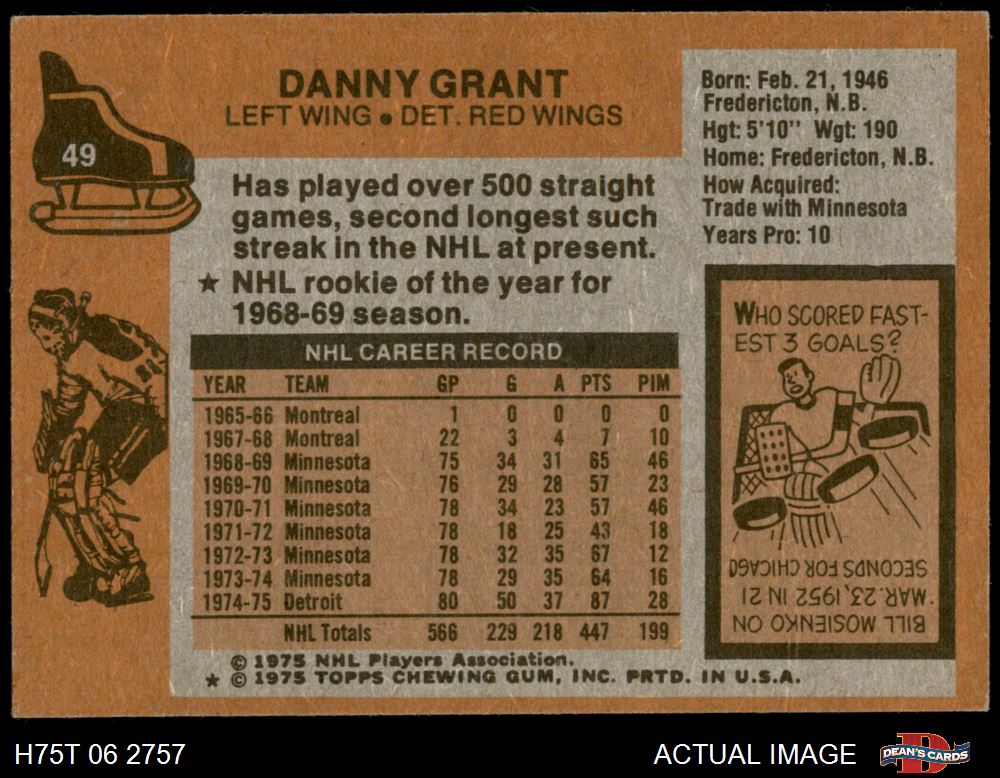 DANNY GRANT
LEFT WING • DET. RED WINGS
49
Born: Feb. 21, 1946
Fredericton, N.B.
Hgt: 5'10" Wgt: 190
Home: Fredericton, N.B.
How Acquired:
Trade with Minnesota
Years Pro: 10
Has played over 500 straight
games, second longest such
streak in the NHL at present.
★ NHL rookie of the year for
1968-69 season.
NHL CAREER RECORD
YEAR TEAM GP G A PTS PIM
1965-66 Montreal 1 0 0 0 0
1967-68 Montreal 22 3 4 7 10
1968-69 Minnesota 75 34 31 65 46
1969-70 Minnesota 76 29 28 57 23
1970-71 Minnesota 78 34 23 57 46
1971-72 Minnesota 78 18 25 43 18
1972-73 Minnesota 78 32 35 67 12
1973-74 Minnesota 78 29 35 64 16
1974-75 Detroit 80 50 37 87 28
NHL Totals 566 229 218 447 199
© 1975 NHL Players Association.
★ © 1975 TOPPS CHEWING GUM, INC. PRTD. IN U.S.A.
WHO SCORED FAST-
EST 3 GOALS?
BILL MOSIENKO ON
MAR. 23, 1952 IN 21
SECONDS FOR CHICAGO
H75T 06 2757
ACTUAL IMAGE
DEAN'S CARDS